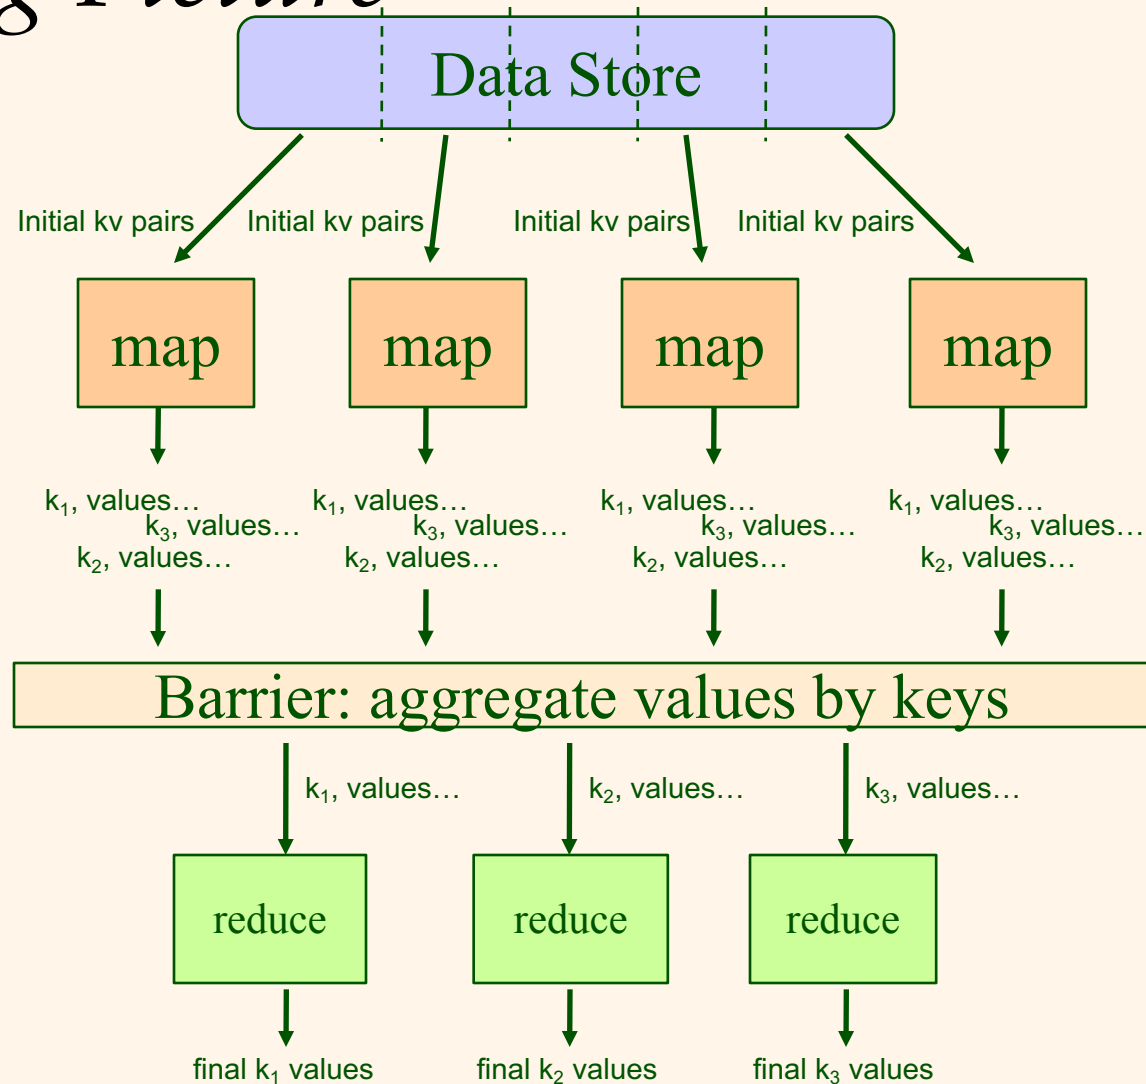 g Picture
Data Store
Initial kv pairs Initial kv pairs Initial kv pairs Initial kv pairs
map map map map
k₁, values… k₁, values… k₁, values… k₁, values…
k₃, values… k₃, values… k₃, values… k₃, values…
k₂, values… k₂, values… k₂, values… k₂, values…
Barrier: aggregate values by keys
k₁, values… k₂, values… k₃, values…
reduce reduce reduce
final k₁ values final k₂ values final k₃ values